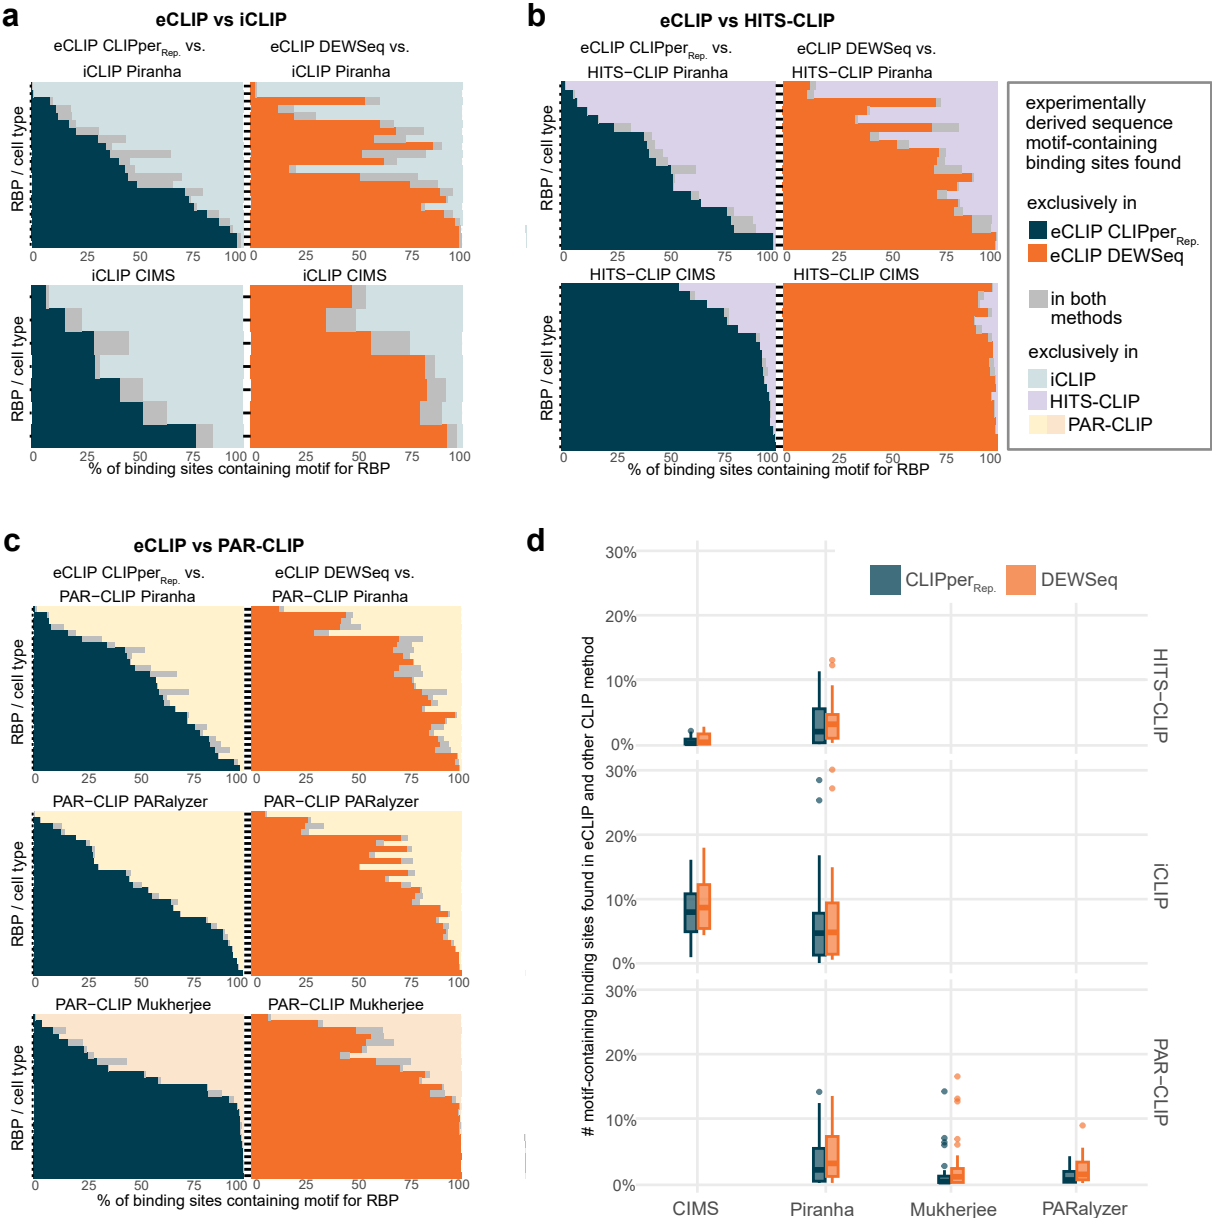 a
eCLIP vs iCLIP
eCLIP CLIPper Rep. vs.
iCLIP Piranha
eCLIP DEWSeq vs.
iCLIP Piranha
RBP / cell type
0 25 50 75 100
0 25 50 75 100
iCLIP CIMS
iCLIP CIMS
RBP / cell type
0 25 50 75 100
0 25 50 75 100
% of binding sites containing motif for RBP
b
eCLIP vs HITS-CLIP
eCLIP CLIPper Rep. vs.
HITS−CLIP Piranha
eCLIP DEWSeq vs.
HITS−CLIP Piranha
RBP / cell type
0 25 50 75 100
0 25 50 75 100
HITS−CLIP CIMS
HITS−CLIP CIMS
RBP / cell type
0 25 50 75 100
0 25 50 75 100
% of binding sites containing motif for RBP
experimentally
derived sequence
motif-containing
binding sites found
exclusively in
eCLIP CLIPper Rep.
eCLIP DEWSeq
in both
methods
exclusively in
iCLIP
HITS-CLIP
PAR-CLIP
c
eCLIP vs PAR-CLIP
eCLIP CLIPper Rep. vs.
PAR−CLIP Piranha
eCLIP DEWSeq vs.
PAR−CLIP Piranha
RBP / cell type
0 25 50 75 100
0 25 50 75 100
PAR−CLIP PARalyzer
PAR−CLIP PARalyzer
RBP / cell type
0 25 50 75 100
0 25 50 75 100
PAR−CLIP Mukherjee
PAR−CLIP Mukherjee
RBP / cell type
0 25 50 75 100
0 25 50 75 100
% of binding sites containing motif for RBP
d
# motif-containing binding sites found in eCLIP and other CLIP method
CLIPper Rep.
DEWSeq
30%
20%
10%
0%
HITS−CLIP
30%
20%
10%
0%
iCLIP
30%
20%
10%
0%
PAR−CLIP
CIMS Piranha Mukherjee PARalyzer